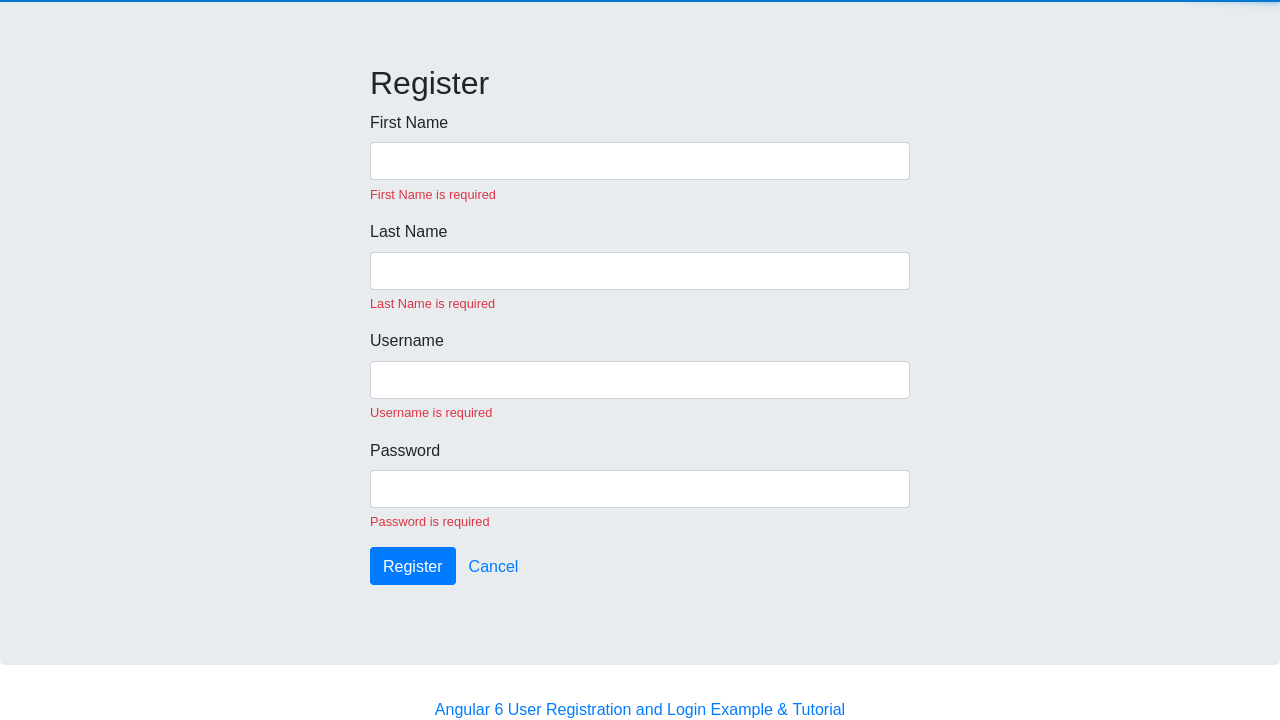 Register
First Name
First Name is required
Last Name
Last Name is required
Username
Username is required
Password
Password is required
Register Cancel
Angular 6 User Registration and Login Example & Tutorial